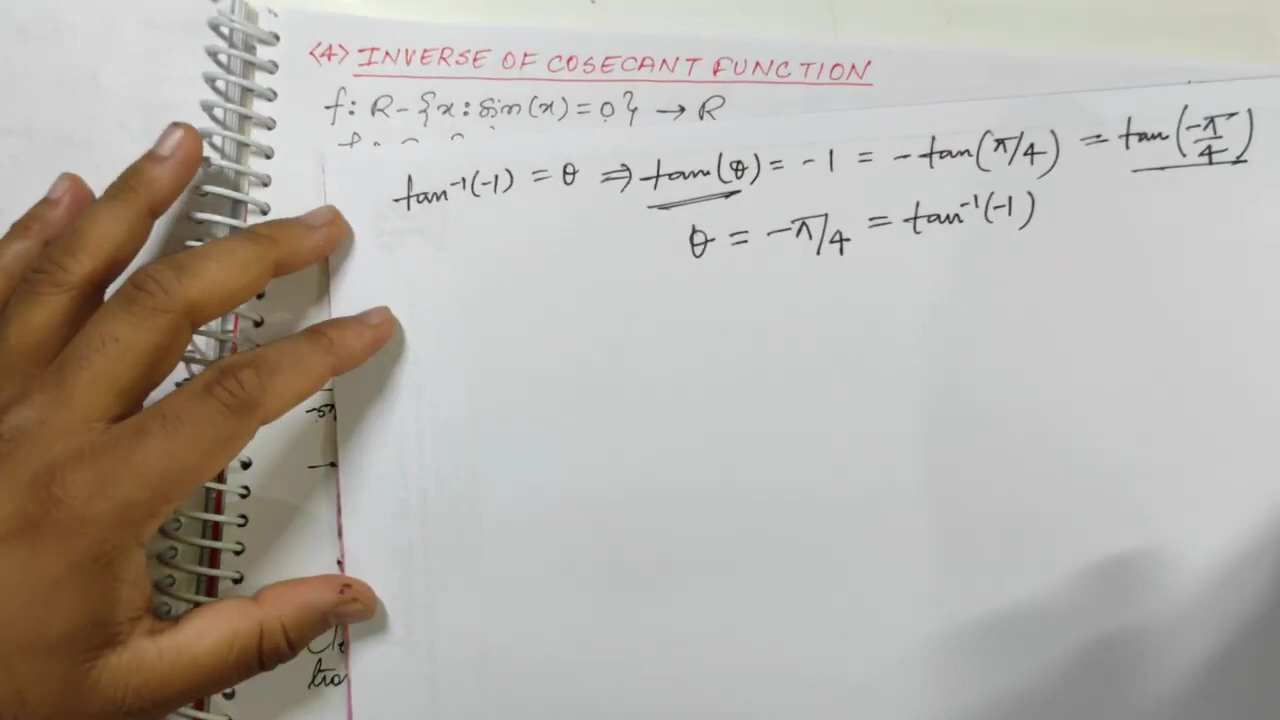 (4) INVERSE OF COSECANT FUNCTION
f: R-{x: Sin(x)=0} → R
tan⁻¹(-1) = θ ⇒ tan(θ) = -1 = -tan(π/4) = tan(-π/4)
θ = -π/4 = tan⁻¹(-1)